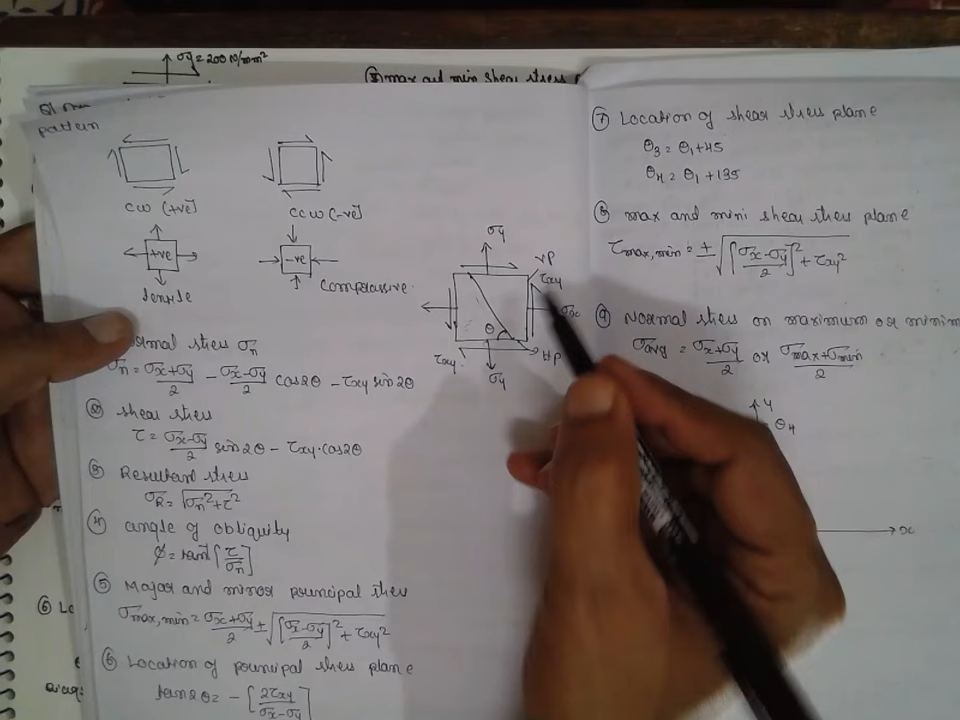 σy = 200 N/mm²
③ max and min shear stress
pattern
CW (+ve]
CCW (-ve]
+ve
-ve
Tensile
Compressive
σy
VP
τxy
σx
θ
HP
τxy
σy
Normal stress σn
σn = σx+σy/2 - σx-σy/2 cos2θ - τxy sin2θ
② shear stress
τ = σx-σy/2 sin2θ - τxy·cos2θ
③ Resultant stress
σR = √σn²+τ²
④ angle of obliquity
φ = tan⁻¹[τ/σn]
⑤ Major and minor principal stress
σmax,min = σx+σy/2 ± √[σx-σy/2]² + τxy²
⑥ Location of principal stress plane
tan2θ = - [2τxy/σx-σy]
⑦ Location of shear stress plane
θ3 = θ1+45
θ4 = θ1+135
⑧ max and mini shear stress plane
τmax,min = ± √[σx-σy/2]² + τxy²
⑨ Normal stress on maximum or minim
σavg = σx+σy/2 or σmax+σmin/2
y
θ4
x
⑥ Lo